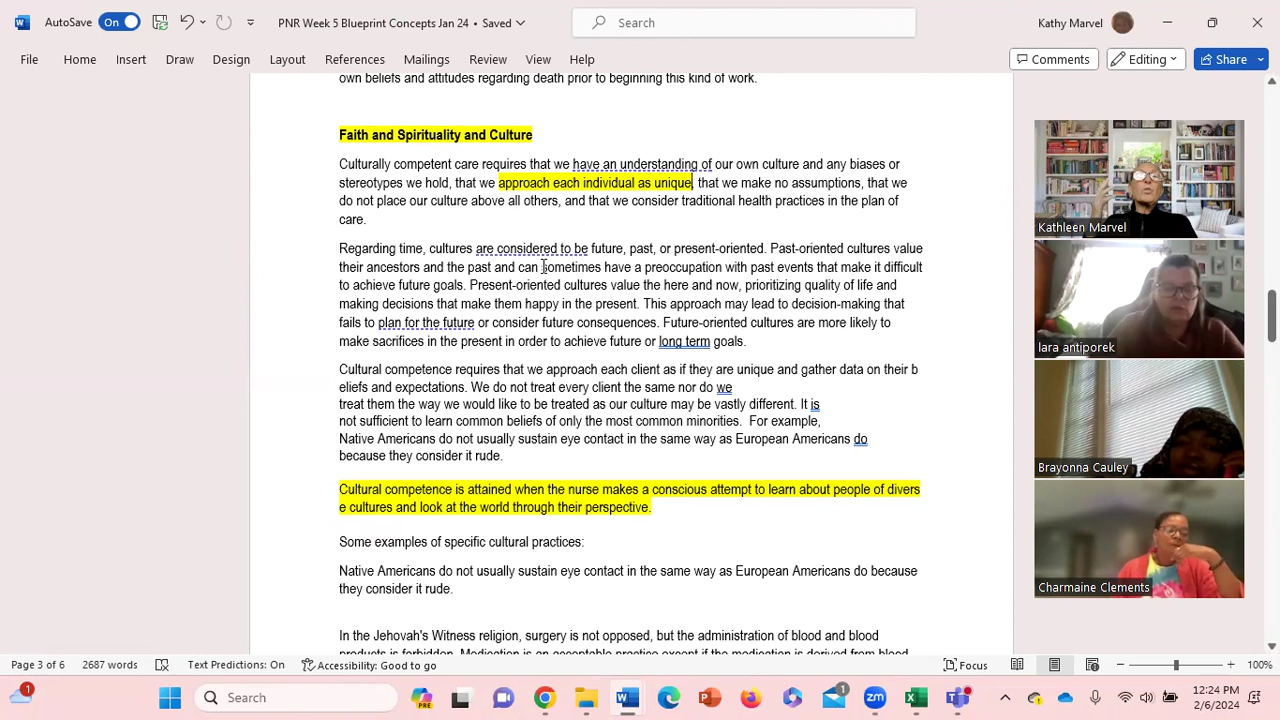 AutoSave On PNR Week 5 Blueprint Concepts Jan 24 • Saved Search Kathy Marvel
File Home Insert Draw Design Layout References Mailings Review View Help Comments Editing Share
own beliefs and attitudes regarding death prior to beginning this kind of work.
Faith and Spirituality and Culture
Culturally competent care requires that we have an understanding of our own culture and any biases or
stereotypes we hold, that we approach each individual as unique, that we make no assumptions, that we
do not place our culture above all others, and that we consider traditional health practices in the plan of
care.
Regarding time, cultures are considered to be future, past, or present-oriented. Past-oriented cultures value
their ancestors and the past and can sometimes have a preoccupation with past events that make it difficult
to achieve future goals. Present-oriented cultures value the here and now, prioritizing quality of life and
making decisions that make them happy in the present. This approach may lead to decision-making that
fails to plan for the future or consider future consequences. Future-oriented cultures are more likely to
make sacrifices in the present in order to achieve future or long term goals.
Cultural competence requires that we approach each client as if they are unique and gather data on their b
eliefs and expectations. We do not treat every client the same nor do we
treat them the way we would like to be treated as our culture may be vastly different. It is
not sufficient to learn common beliefs of only the most common minorities. For example,
Native Americans do not usually sustain eye contact in the same way as European Americans do
because they consider it rude.
Cultural competence is attained when the nurse makes a conscious attempt to learn about people of divers
e cultures and look at the world through their perspective.
Some examples of specific cultural practices:
Native Americans do not usually sustain eye contact in the same way as European Americans do because
they consider it rude.
In the Jehovah's Witness religion, surgery is not opposed, but the administration of blood and blood
products is forbidden. Medication is an acceptable practice except if the medication is derived from blood
Kathleen Marvel
lara antiporek
Brayonna Cauley
Charmaine Clements
Page 3 of 6 2687 words Text Predictions: On Accessibility: Good to go Focus 100%
1 Search PRE zm 1 12:24 PM
2/6/2024